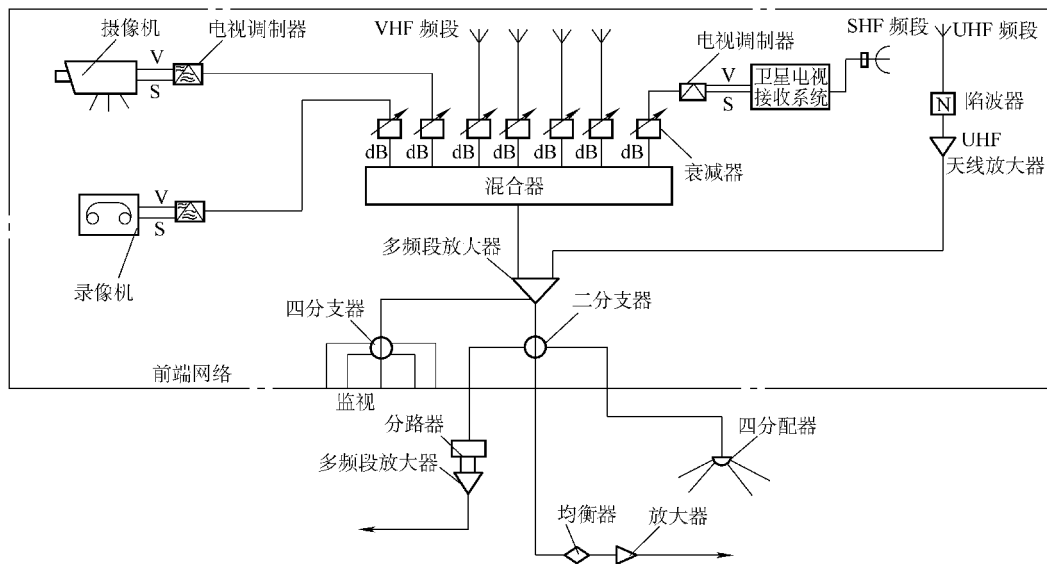 摄像机
电视调制器
VHF 频段
电视调制器
SHF 频段
UHF 频段
V
S
V
S
卫星电视
接收系统
N
陷波器
UHF
天线放大器
dB
dB
dB
dB
dB
dB
dB
衰减器
混合器
V
S
录像机
多频段放大器
四分支器
二分支器
前端网络
监视
分路器
多频段放大器
四分配器
均衡器
放大器